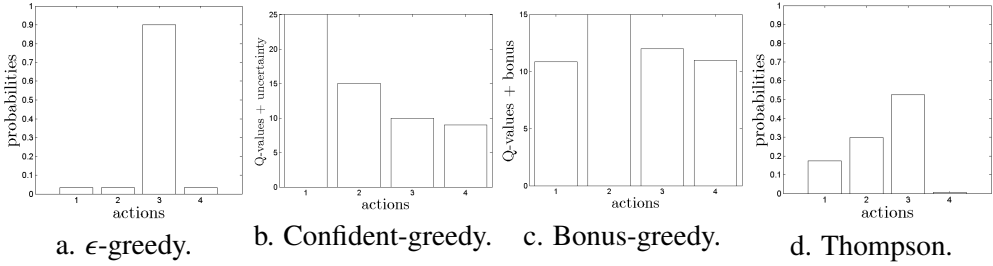 probabilities
1
0.9
0.8
0.7
0.6
0.5
0.4
0.3
0.2
0.1
0
1 2 3 4
actions
a. ϵ-greedy.
Q-values + uncertainty
25
20
15
10
5
0
1 2 3 4
actions
b. Confident-greedy.
Q-values + bonus
15
10
5
0
1 2 3 4
actions
c. Bonus-greedy.
probabilities
1
0.9
0.8
0.7
0.6
0.5
0.4
0.3
0.2
0.1
0
1 2 3 4
actions
d. Thompson.